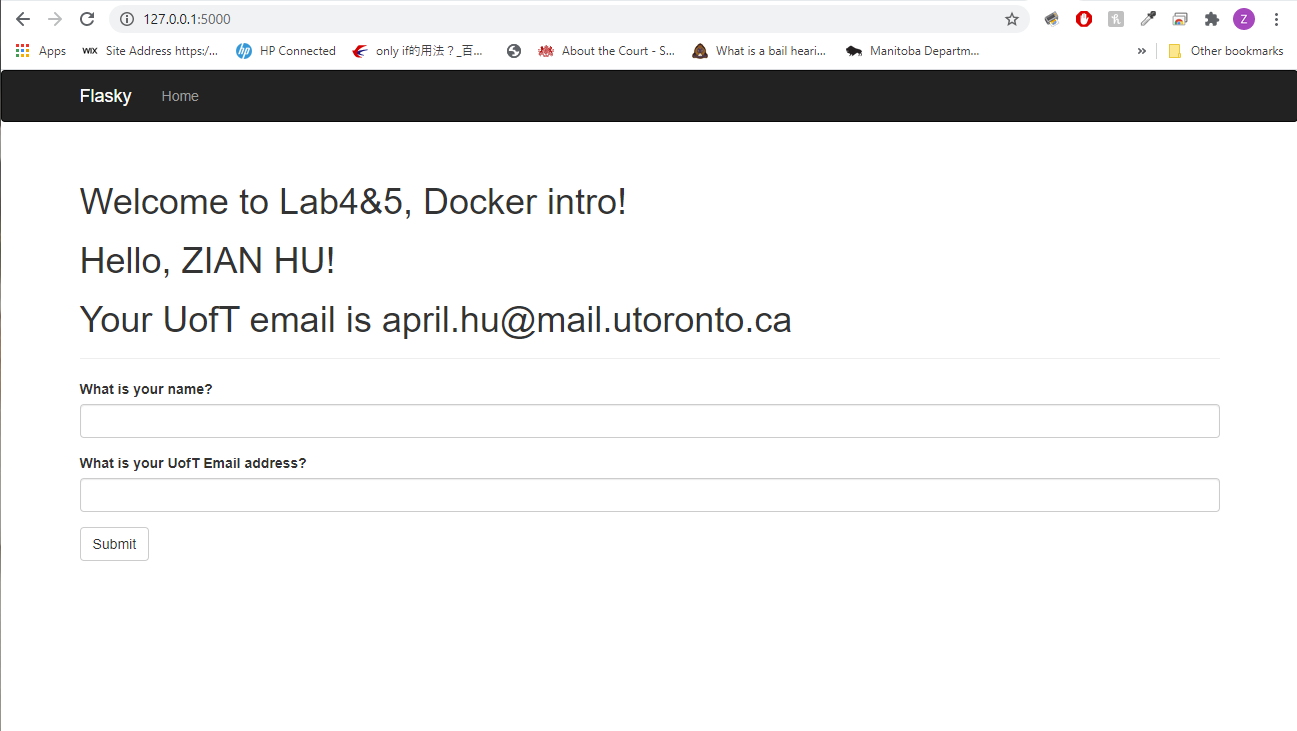 127.0.0.1:5000
Z
Apps WIX Site Address https:/... hp HP Connected only if的用法？_百... About the Court - S... What is a bail heari... Manitoba Departm... » Other bookmarks
Flasky Home
Welcome to Lab4&5, Docker intro!
Hello, ZIAN HU!
Your UofT email is april.hu@mail.utoronto.ca
What is your name?
What is your UofT Email address?
Submit